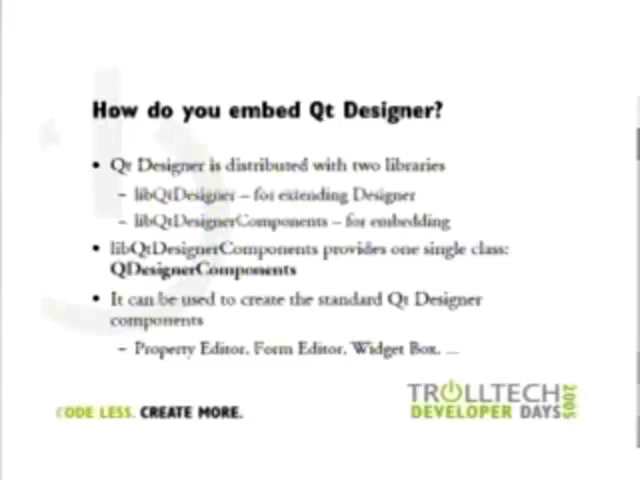 How do you embed Qt Designer?
• Qt Designer is distributed with two libraries
– libQtDesigner – for extending Designer
– libQtDesignerComponents – for embedding
• libQtDesignerComponents provides one single class:
QDesignerComponents
• It can be used to create the standard Qt Designer
components
– Property Editor, Form Editor, Widget Box, ...
CODE LESS. CREATE MORE.
TROLLTECH
DEVELOPER DAYS
2005